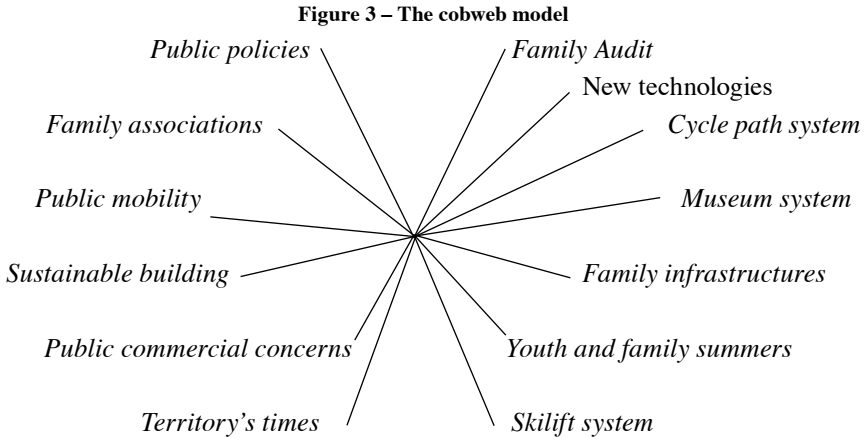 Figure 3 – The cobweb model
Public policies
Family Audit
New technologies
Family associations
Cycle path system
Public mobility
Museum system
Sustainable building
Family infrastructures
Public commercial concerns
Youth and family summers
Territory's times
Skilift system